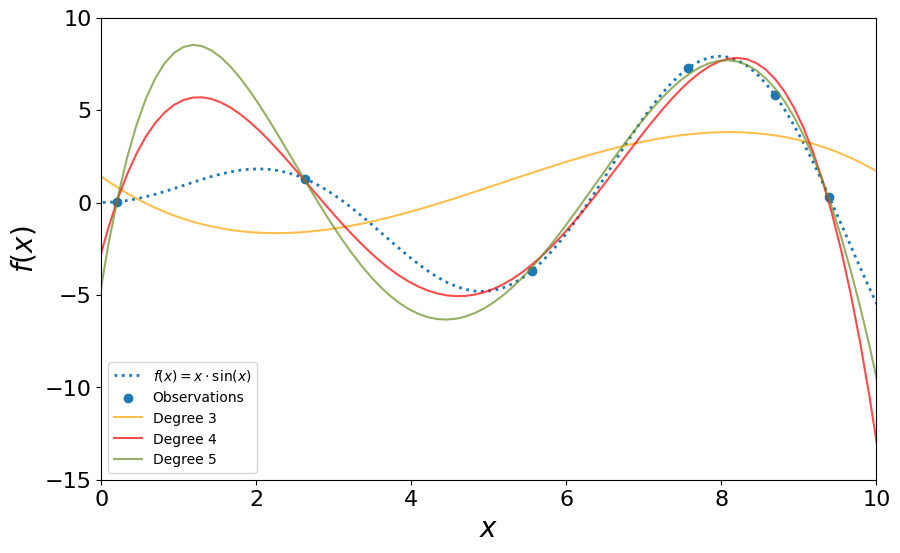 10
5
0
−5
−10
−15
f(x)
f(x) = x · sin(x)
Observations
Degree 3
Degree 4
Degree 5
0 2 4 6 8 10
x